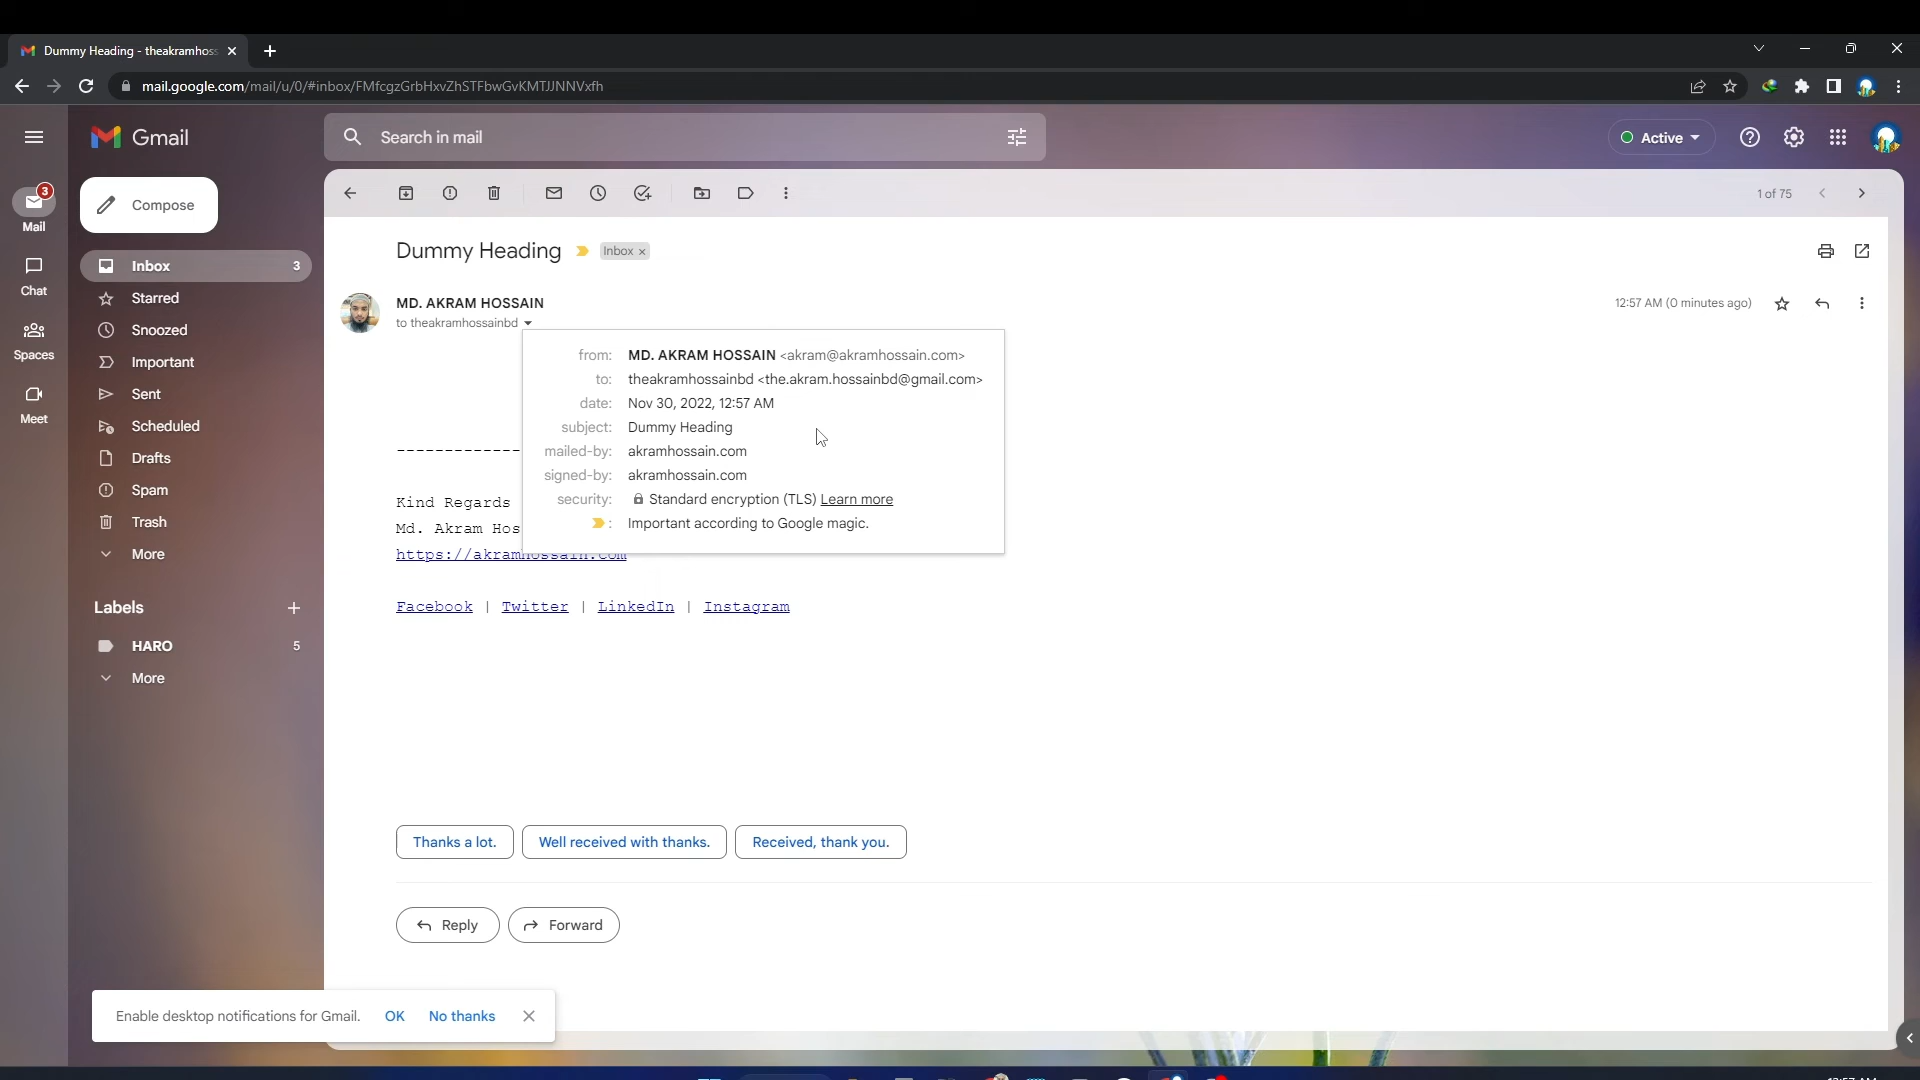 Dummy Heading - theakramhoss
mail.google.com/mail/u/0/#inbox/FMfcgzGrbHxvZhSTFbwGvKMTJJNNVxfh
Gmail
Search in mail
Active
3
Mail
Chat
Spaces
Meet
Compose
Inbox 3
Starred
Snoozed
Important
Sent
Scheduled
Drafts
Spam
Trash
More
Labels
HARO 5
More
1 of 75
Dummy Heading Inbox x
MD. AKRAM HOSSAIN 12:57 AM (0 minutes ago)
to theakramhossainbd
from: MD. AKRAM HOSSAIN <akram@akramhossain.com>
to: theakramhossainbd <the.akram.hossainbd@gmail.com>
date: Nov 30, 2022, 12:57 AM
subject: Dummy Heading
mailed-by: akramhossain.com
signed-by: akramhossain.com
security: Standard encryption (TLS) Learn more
: Important according to Google magic.
-------------
Kind Regards
Md. Akram Hos
https://akramhossain.com
Facebook | Twitter | LinkedIn | Instagram
Thanks a lot. Well received with thanks. Received, thank you.
Reply Forward
Enable desktop notifications for Gmail. OK No thanks